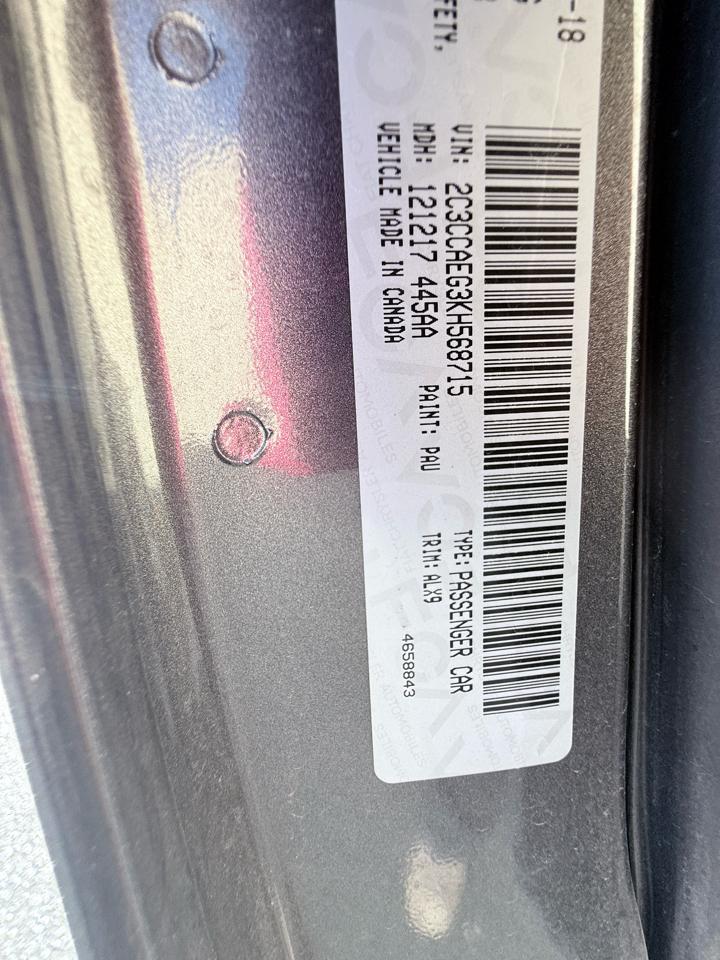 -18
FETY,
VIN: 2C3CCAEG3KH568715 TYPE: PASSENGER CAR
MDH: 121217 445AA PAINT: PAU TRIM: ALX9
VEHICLE MADE IN CANADA 4658843